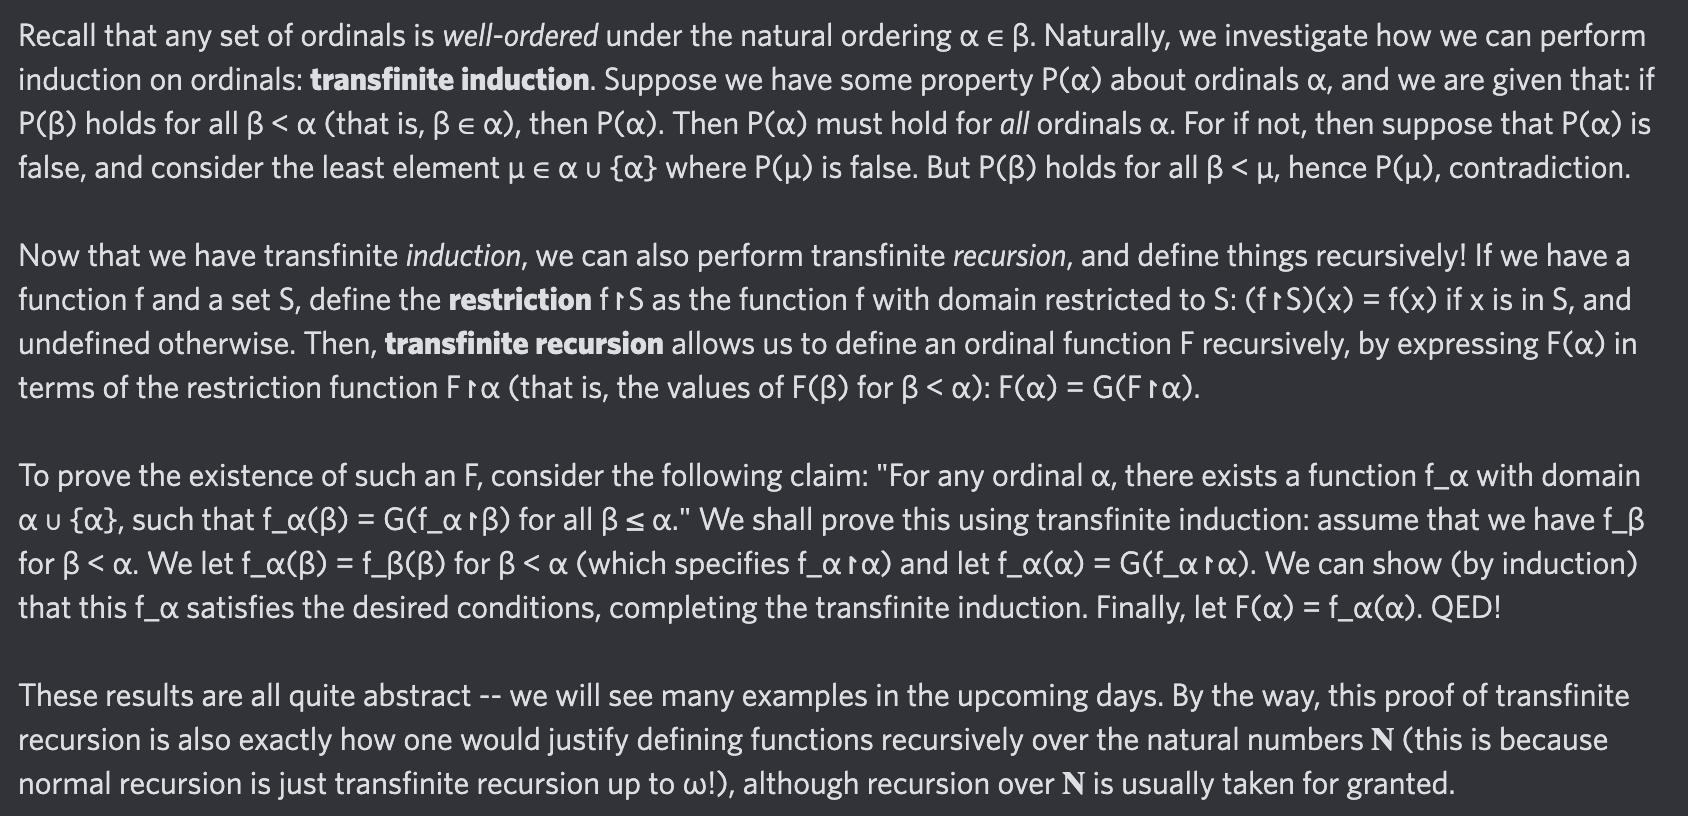 Recall that any set of ordinals is well-ordered under the natural ordering α ∈ β. Naturally, we investigate how we can perform
induction on ordinals: transfinite induction. Suppose we have some property P(α) about ordinals α, and we are given that: if
P(β) holds for all β < α (that is, β ∈ α), then P(α). Then P(α) must hold for all ordinals α. For if not, then suppose that P(α) is
false, and consider the least element μ ∈ α ∪ {α} where P(μ) is false. But P(β) holds for all β < μ, hence P(μ), contradiction.
Now that we have transfinite induction, we can also perform transfinite recursion, and define things recursively! If we have a
function f and a set S, define the restriction f↾S as the function f with domain restricted to S: (f↾S)(x) = f(x) if x is in S, and
undefined otherwise. Then, transfinite recursion allows us to define an ordinal function F recursively, by expressing F(α) in
terms of the restriction function F↾α (that is, the values of F(β) for β < α): F(α) = G(F↾α).
To prove the existence of such an F, consider the following claim: "For any ordinal α, there exists a function f_α with domain
α ∪ {α}, such that f_α(β) = G(f_α↾β) for all β ≤ α." We shall prove this using transfinite induction: assume that we have f_β
for β < α. We let f_α(β) = f_β(β) for β < α (which specifies f_α↾α) and let f_α(α) = G(f_α↾α). We can show (by induction)
that this f_α satisfies the desired conditions, completing the transfinite induction. Finally, let F(α) = f_α(α). QED!
These results are all quite abstract -- we will see many examples in the upcoming days. By the way, this proof of transfinite
recursion is also exactly how one would justify defining functions recursively over the natural numbers N (this is because
normal recursion is just transfinite recursion up to ω!), although recursion over N is usually taken for granted.